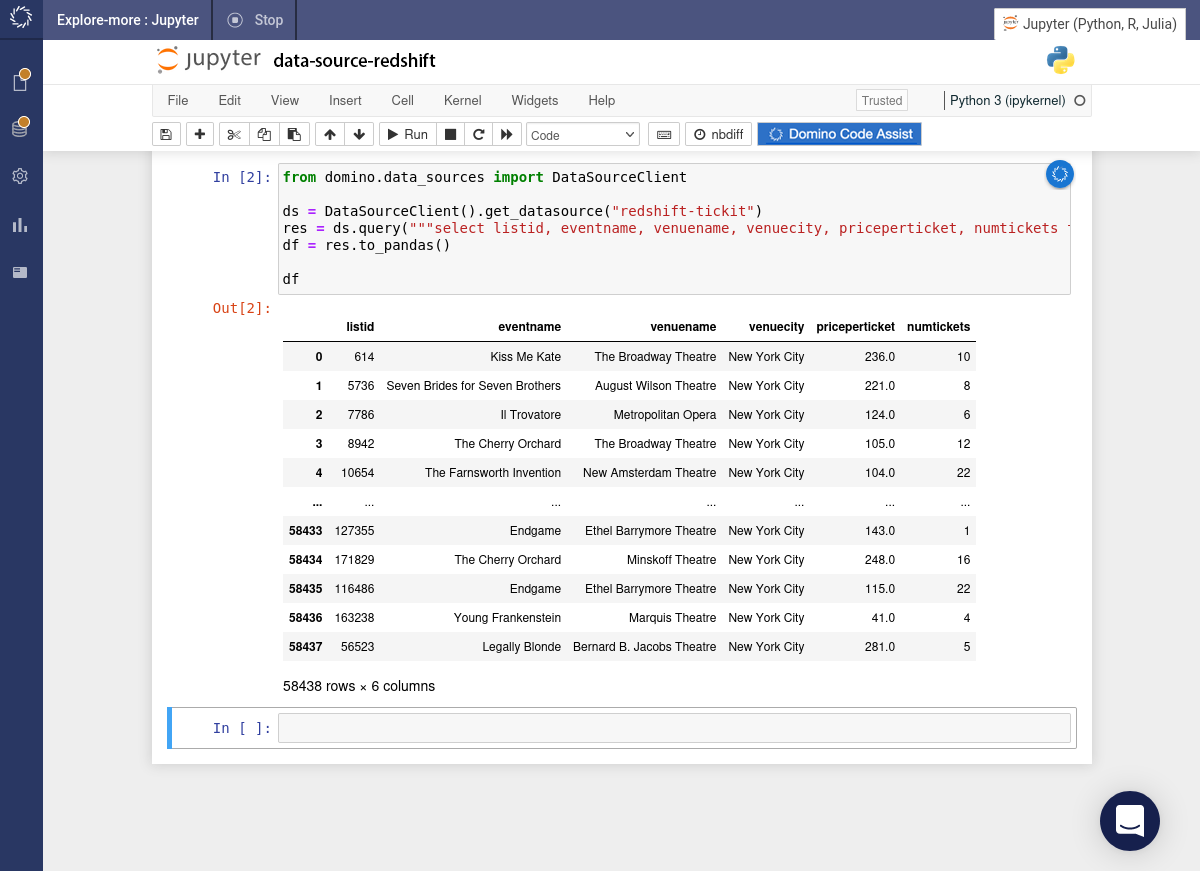 Explore-more : Jupyter Stop Jupyter (Python, R, Julia)
jupyter data-source-redshift
File Edit View Insert Cell Kernel Widgets Help Trusted Python 3 (ipykernel)
Run Code nbdiff Domino Code Assist
In [2]: from domino.data_sources import DataSourceClient
ds = DataSourceClient().get_datasource("redshift-tickit")
res = ds.query("""select listid, eventname, venuename, venuecity, priceperticket, numtickets
df = res.to_pandas()
df
Out[2]:
listid eventname venuename venuecity priceperticket numtickets
0 614 Kiss Me Kate The Broadway Theatre New York City 236.0 10
1 5736 Seven Brides for Seven Brothers August Wilson Theatre New York City 221.0 8
2 7786 Il Trovatore Metropolitan Opera New York City 124.0 6
3 8942 The Cherry Orchard The Broadway Theatre New York City 105.0 12
4 10654 The Farnsworth Invention New Amsterdam Theatre New York City 104.0 22
... ... ... ... ... ... ...
58433 127355 Endgame Ethel Barrymore Theatre New York City 143.0 1
58434 171829 The Cherry Orchard Minskoff Theatre New York City 248.0 16
58435 116486 Endgame Ethel Barrymore Theatre New York City 115.0 22
58436 163238 Young Frankenstein Marquis Theatre New York City 41.0 4
58437 56523 Legally Blonde Bernard B. Jacobs Theatre New York City 281.0 5
58438 rows × 6 columns
In [ ]: